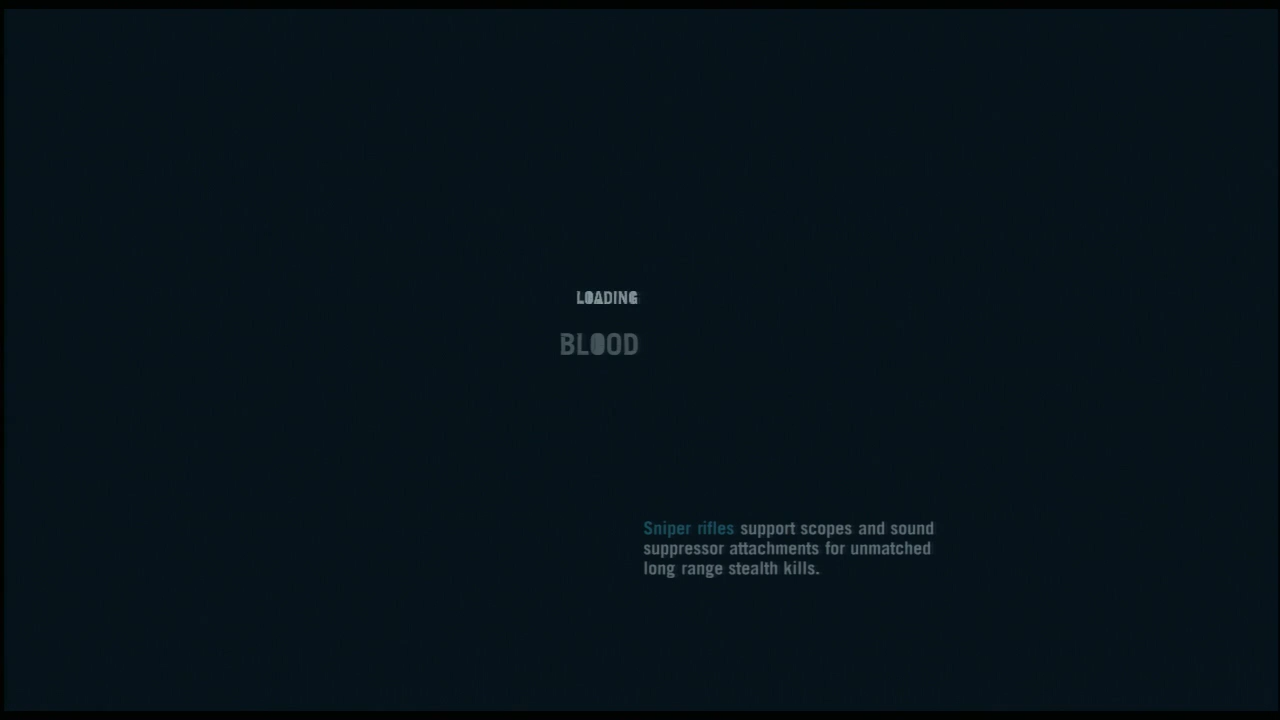 LOADING
BLOOD
Sniper rifles support scopes and sound
suppressor attachments for unmatched
long range stealth kills.